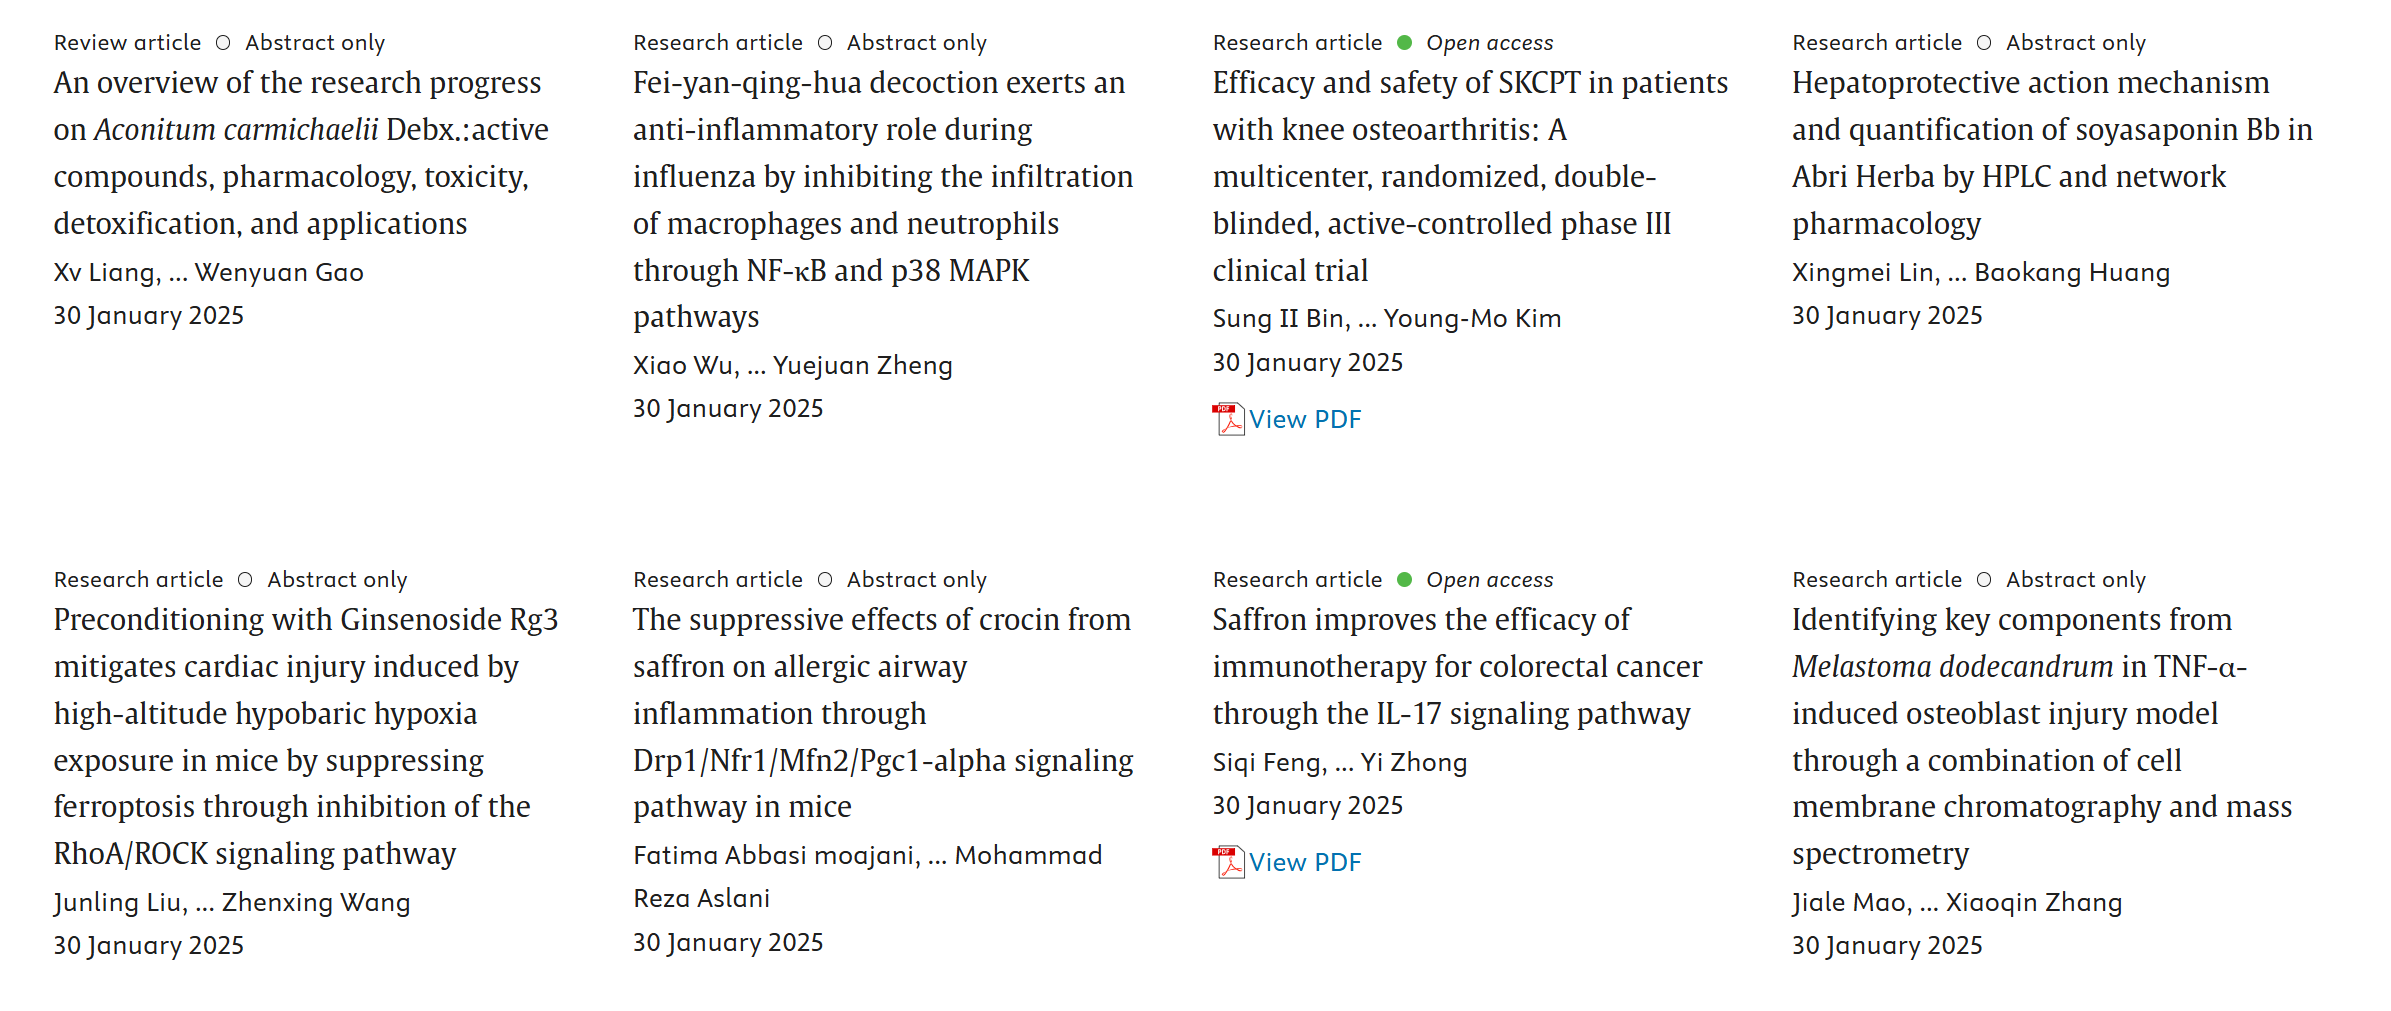 Review article Abstract only
An overview of the research progress
on Aconitum carmichaelii Debx.:active
compounds, pharmacology, toxicity,
detoxification, and applications
Xv Liang, ... Wenyuan Gao
30 January 2025
Research article Abstract only
Fei-yan-qing-hua decoction exerts an
anti-inflammatory role during
influenza by inhibiting the infiltration
of macrophages and neutrophils
through NF-κB and p38 MAPK
pathways
Xiao Wu, ... Yuejuan Zheng
30 January 2025
Research article Open access
Efficacy and safety of SKCPT in patients
with knee osteoarthritis: A
multicenter, randomized, double-
blinded, active-controlled phase III
clinical trial
Sung II Bin, ... Young-Mo Kim
30 January 2025
PDF View PDF
Research article Abstract only
Hepatoprotective action mechanism
and quantification of soyasaponin Bb in
Abri Herba by HPLC and network
pharmacology
Xingmei Lin, ... Baokang Huang
30 January 2025
Research article Abstract only
Preconditioning with Ginsenoside Rg3
mitigates cardiac injury induced by
high-altitude hypobaric hypoxia
exposure in mice by suppressing
ferroptosis through inhibition of the
RhoA/ROCK signaling pathway
Junling Liu, ... Zhenxing Wang
30 January 2025
Research article Abstract only
The suppressive effects of crocin from
saffron on allergic airway
inflammation through
Drp1/Nfr1/Mfn2/Pgc1-alpha signaling
pathway in mice
Fatima Abbasi moajani, ... Mohammad
Reza Aslani
30 January 2025
Research article Open access
Saffron improves the efficacy of
immunotherapy for colorectal cancer
through the IL-17 signaling pathway
Siqi Feng, ... Yi Zhong
30 January 2025
PDF View PDF
Research article Abstract only
Identifying key components from
Melastoma dodecandrum in TNF-α-
induced osteoblast injury model
through a combination of cell
membrane chromatography and mass
spectrometry
Jiale Mao, ... Xiaoqin Zhang
30 January 2025